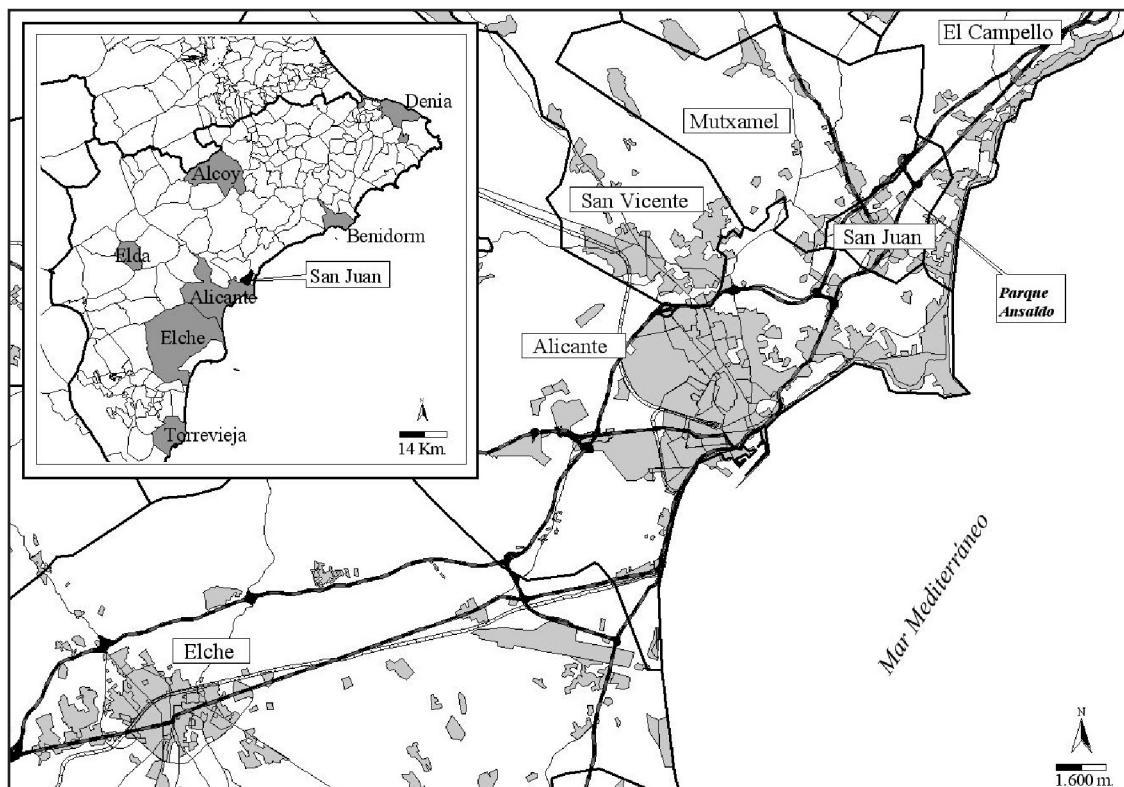 Denia
Alcoy
Benidorm
Elda
San Juan
Alicante
Elche
Torrevieja
N
14 Km.
El Campello
Mutxamel
San Vicente
San Juan
Parque
Ansaldo
Alicante
Elche
Mar Mediterráneo
N
1.600 m.